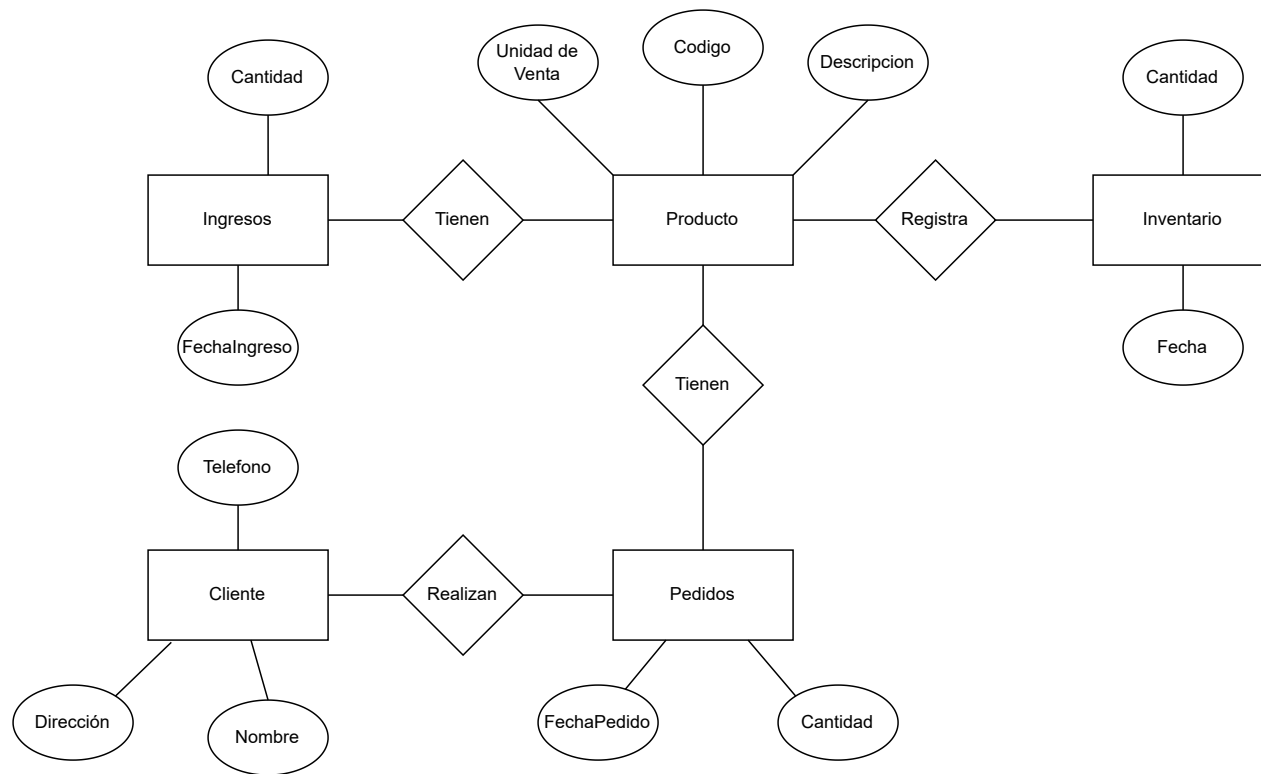 Unidad de
Venta
Codigo
Descripcion
Cantidad
Cantidad
Ingresos
Tienen
Producto
Registra
Inventario
FechaIngreso
Fecha
Tienen
Telefono
Cliente
Realizan
Pedidos
Dirección
Nombre
FechaPedido
Cantidad